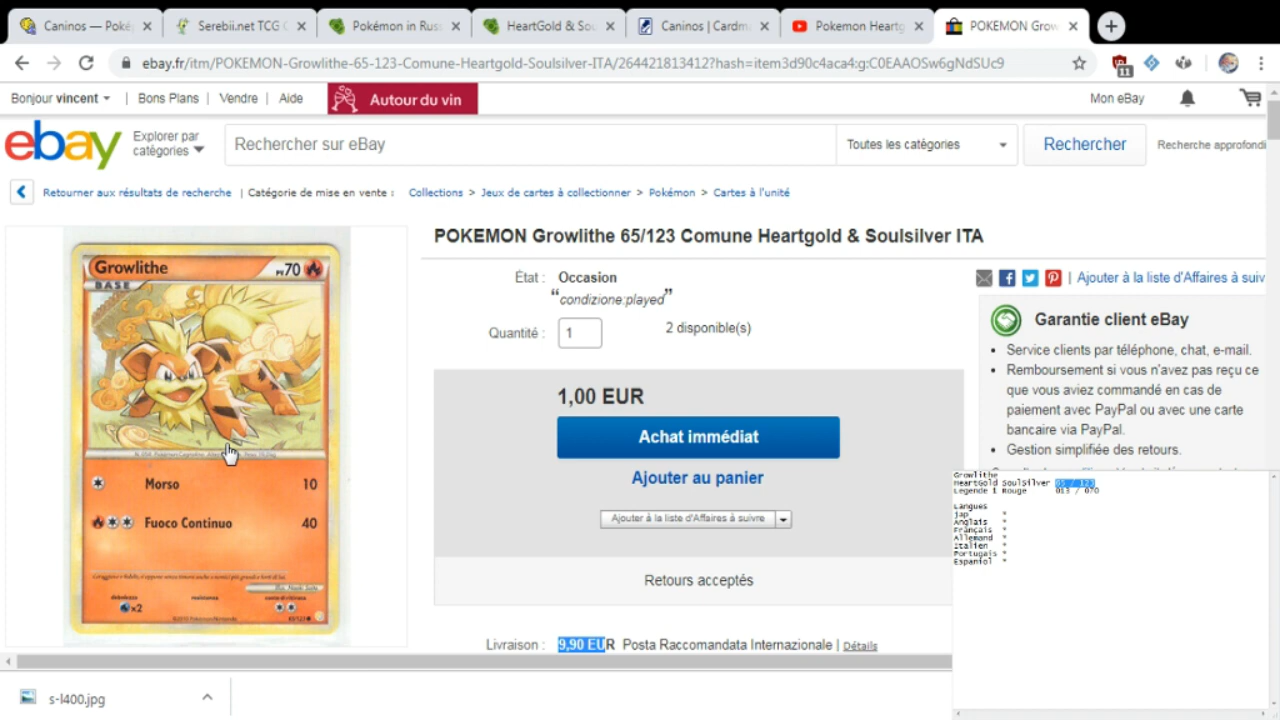 Caninos — Poké
Serebii.net TCG
Pokémon in Rus
HeartGold & Sou
Caninos | Cardm
Pokemon Heartg
POKEMON Grow
ebay.fr/itm/POKEMON-Growlithe-65-123-Comune-Heartgold-Soulsilver-ITA/264421813412?hash=item3d90c4aca4:g:C0EAAOSw6gNdSUc9
11
Bonjour vincent | Bons Plans | Vendre | Aide
Autour du vin
Mon eBay
ebay
Explorer par
catégories
Rechercher sur eBay
Toutes les catégories
Rechercher
Recherche approfondi
Retourner aux résultats de recherche | Catégorie de mise en vente : Collections > Jeux de cartes à collectionner > Pokémon > Cartes à l'unité
Growlithe
PS70
BASE
Morso 10
Fuoco Continuo 40
debolezza resistenza
x2
65/123
POKEMON Growlithe 65/123 Comune Heartgold & Soulsilver ITA
État : Occasion
“condizione:played”
Quantité : 1 2 disponible(s)
1,00 EUR
Achat immédiat
Ajouter au panier
Ajouter à la liste d'Affaires à suivre
Retours acceptés
Livraison : 9,90 EUR Posta Raccomandata Internazionale | Détails
| Ajouter à la liste d'Affaires à suiv
Garantie client eBay
• Service clients par téléphone, chat, e-mail.
• Remboursement si vous n'avez pas reçu ce
que vous aviez commandé en cas de
paiement avec PayPal ou avec une carte
bancaire via PayPal.
• Gestion simplifiée des retours.
Growlithe
HeartGold SoulSilver 65 / 123
Legende 1 Rouge 013 / 070
Langues
jap *
Anglais *
Français *
Allemand *
Italien *
Portugais *
Espanol *
s-l400.jpg